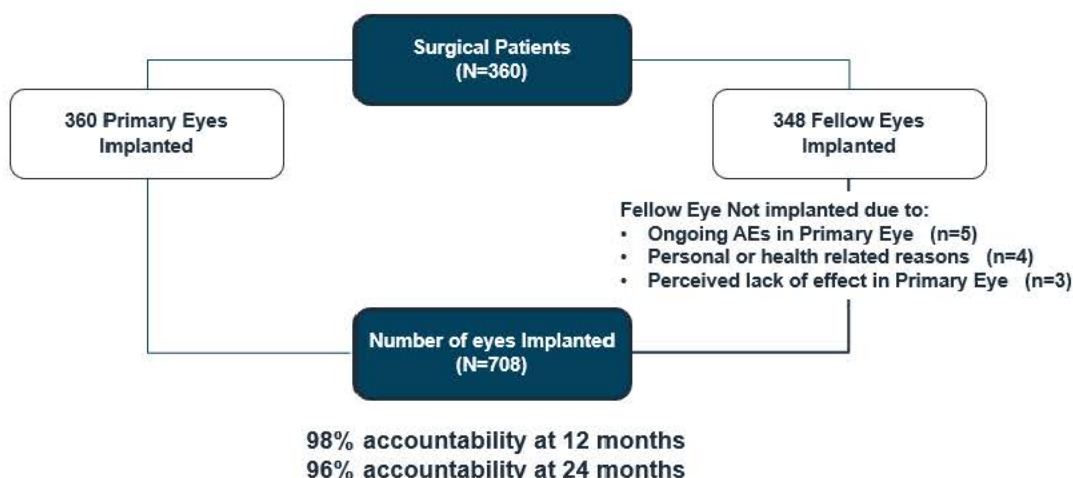 Surgical Patients
(N=360)
360 Primary Eyes
Implanted
348 Fellow Eyes
Implanted
Fellow Eye Not implanted due to:
• Ongoing AEs in Primary Eye (n=5)
• Personal or health related reasons (n=4)
• Perceived lack of effect in Primary Eye (n=3)
Number of eyes Implanted
(N=708)
98% accountability at 12 months
96% accountability at 24 months